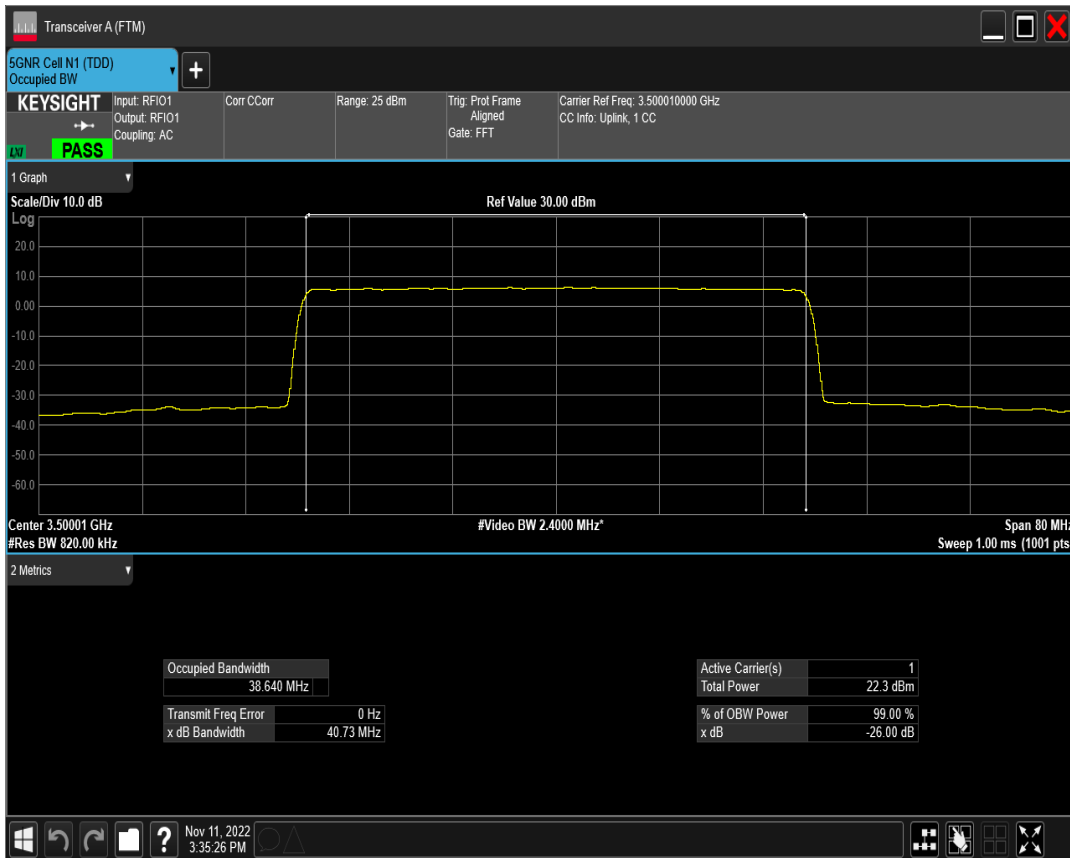 Transceiver A (FTM)
5GNR Cell N1 (TDD)
Occupied BW
+
KEYSIGHT
LXI
PASS
Input: RFIO1
Output: RFIO1
Coupling: AC
Corr CCorr
Range: 25 dBm
Trig: Prot Frame
Aligned
Gate: FFT
Carrier Ref Freq: 3.500010000 GHz
CC Info: Uplink, 1 CC
1 Graph
Scale/Div 10.0 dB
Ref Value 30.00 dBm
Log
20.0
10.0
0.00
-10.0
-20.0
-30.0
-40.0
-50.0
-60.0
Center 3.50001 GHz
#Video BW 2.4000 MHz*
Span 80 MHz
#Res BW 820.00 kHz
Sweep 1.00 ms (1001 pts
2 Metrics
Occupied Bandwidth
38.640 MHz
Transmit Freq Error 0 Hz
x dB Bandwidth 40.73 MHz
Active Carrier(s) 1
Total Power 22.3 dBm
% of OBW Power 99.00 %
x dB -26.00 dB
?
Nov 11, 2022
3:35:26 PM